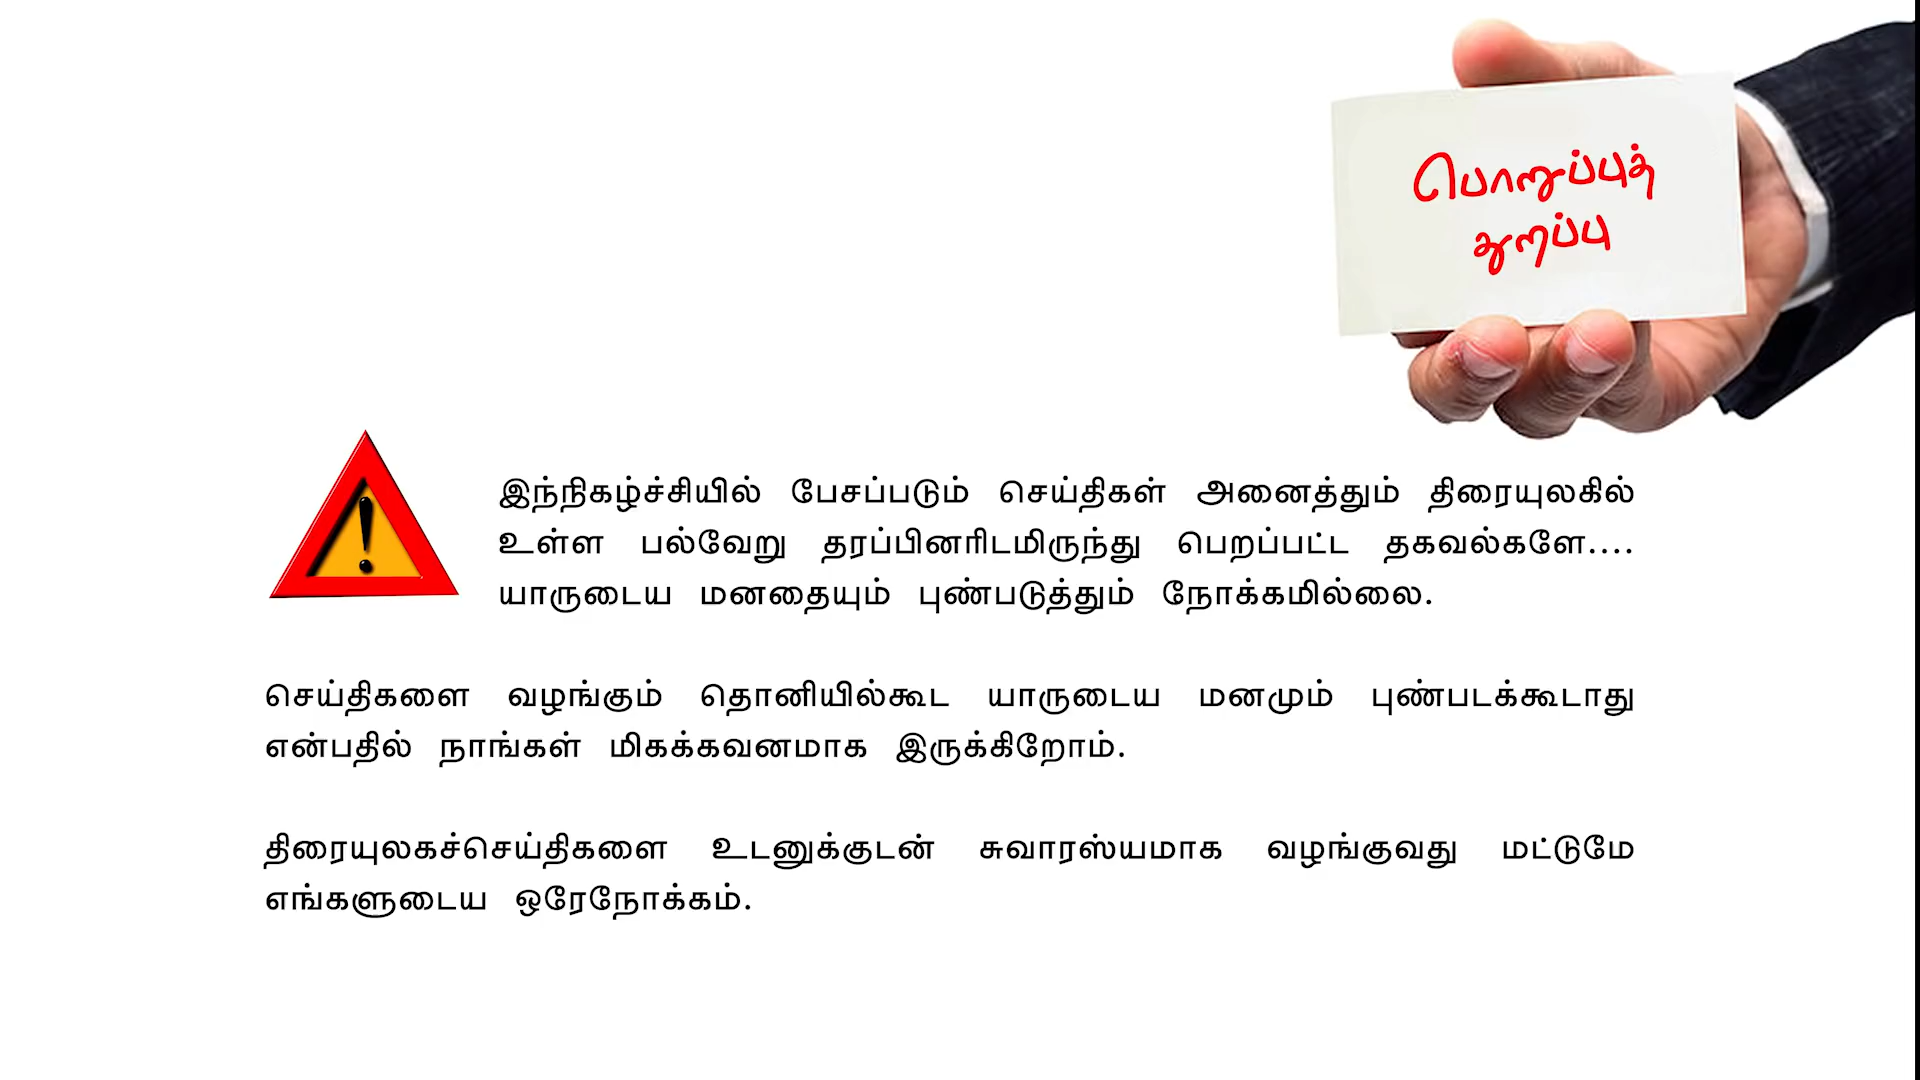 பொறுப்புத்
துறப்பு
இந்நிகழ்ச்சியில் பேசப்படும் செய்திகள் அனைத்தும் திரையுலகில்
உள்ள பல்வேறு தரப்பினரிடமிருந்து பெறப்பட்ட தகவல்களே....
யாருடைய மனதையும் புண்படுத்தும் நோக்கமில்லை.
செய்திகளை வழங்கும் தொனியில்கூட யாருடைய மனமும் புண்படக்கூடாது
என்பதில் நாங்கள் மிகக்கவனமாக இருக்கிறோம்.
திரையுலகச்செய்திகளை உடனுக்குடன் சுவாரஸ்யமாக வழங்குவது மட்டுமே
எங்களுடைய ஒரேநோக்கம்.